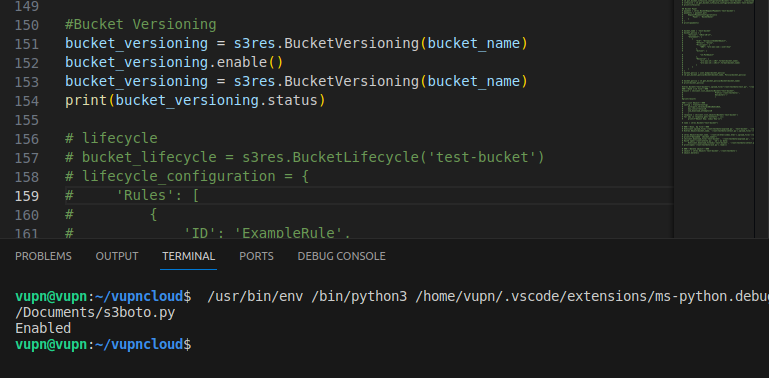 149
150 #Bucket Versioning
151 bucket_versioning = s3res.BucketVersioning(bucket_name)
152 bucket_versioning.enable()
153 bucket_versioning = s3res.BucketVersioning(bucket_name)
154 print(bucket_versioning.status)
155
156 # lifecycle
157 # bucket_lifecycle = s3res.BucketLifecycle('test-bucket')
158 # lifecycle_configuration = {
159 #     'Rules': [
160 #         {
161 #             'ID': 'ExampleRule',
PROBLEMS OUTPUT TERMINAL PORTS DEBUG CONSOLE
vupn@vupn:~/vupncloud$  /usr/bin/env /bin/python3 /home/vupn/.vscode/extensions/ms-python.debu
/Documents/s3boto.py
Enabled
vupn@vupn:~/vupncloud$